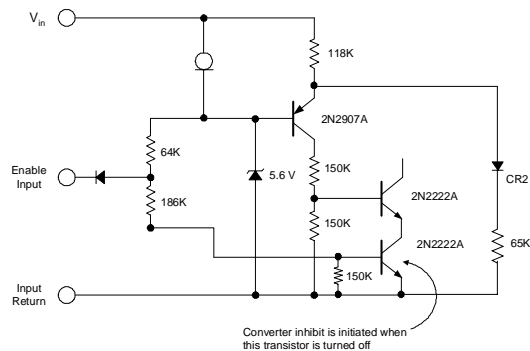 Vin
118K
2N2907A
64K
Enable
Input
5.6 V
150K
CR2
2N2222A
186K
150K
2N2222A
65K
150K
Input
Return
Converter inhibit is initiated when
this transistor is turned off